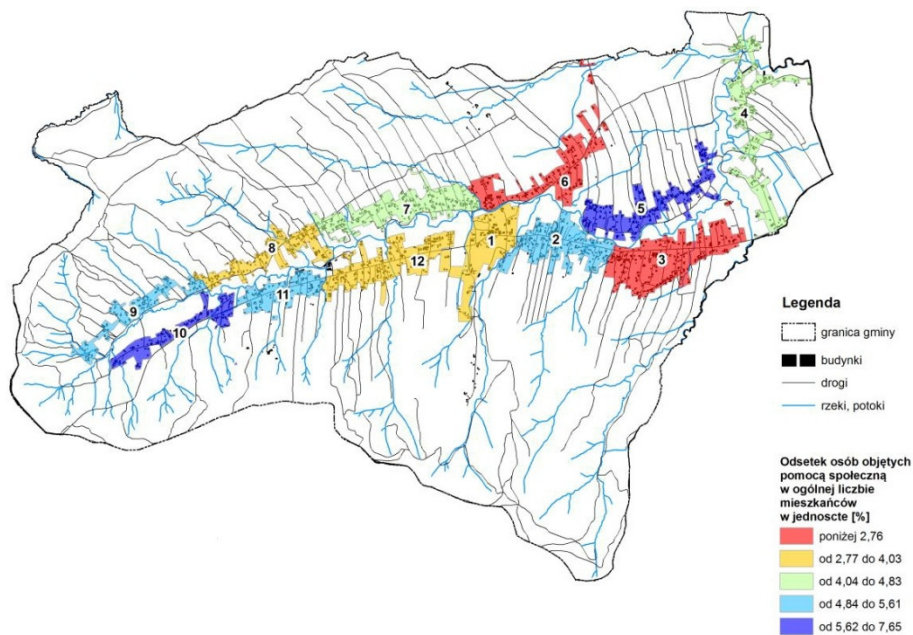 4
6
5
7
1
2
8
12
3
11
9
10
Legenda
granica gminy
budynki
drogi
rzeki, potoki
Odsetek osób objętych
pomocą społeczną
w ogólnej liczbie
mieszkańców
w jednoscte [%]
poniżej 2,76
od 2,77 do 4,03
od 4,04 do 4,83
od 4,84 do 5,61
od 5,62 do 7,65